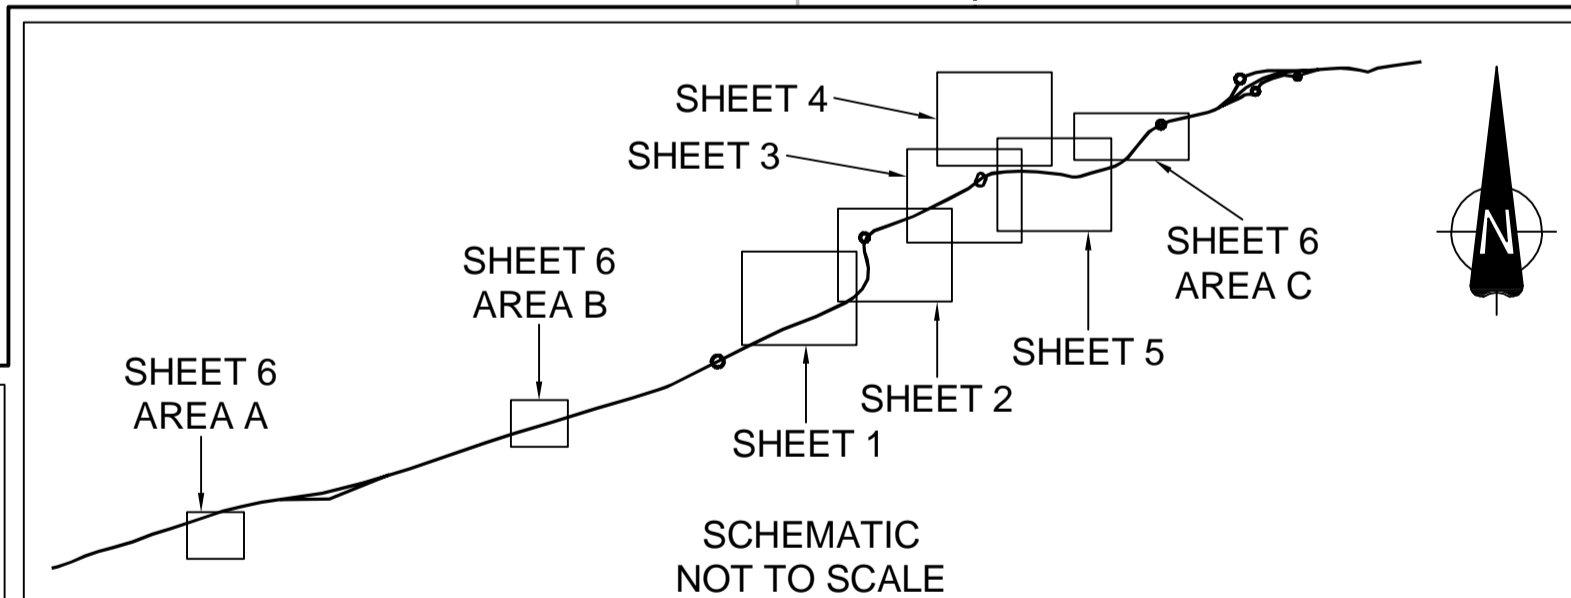 SHEET 4
SHEET 3
SHEET 6
AREA C
N
SHEET 6
AREA B
SHEET 5
SHEET 6
AREA A
SHEET 2
SHEET 1
SCHEMATIC
NOT TO SCALE